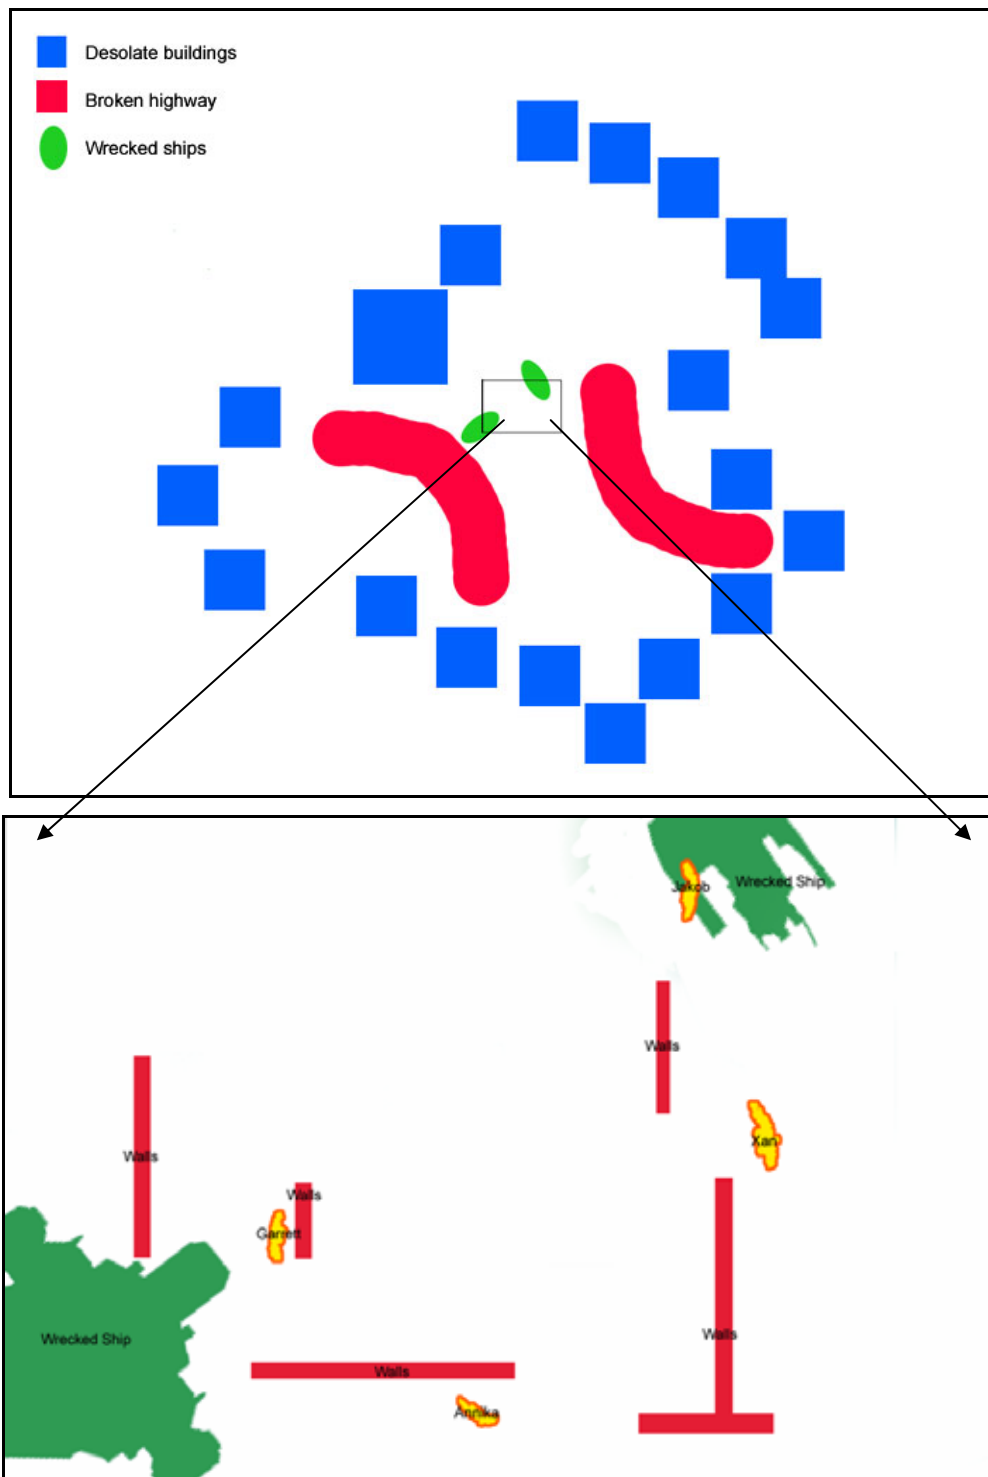 Desolate buildings
Broken highway
Wrecked ships
Jakob
Wrecked Ship
Walls
Xan
Walls
Walls
Garrett
Wrecked Ship
Walls
Walls
Annika